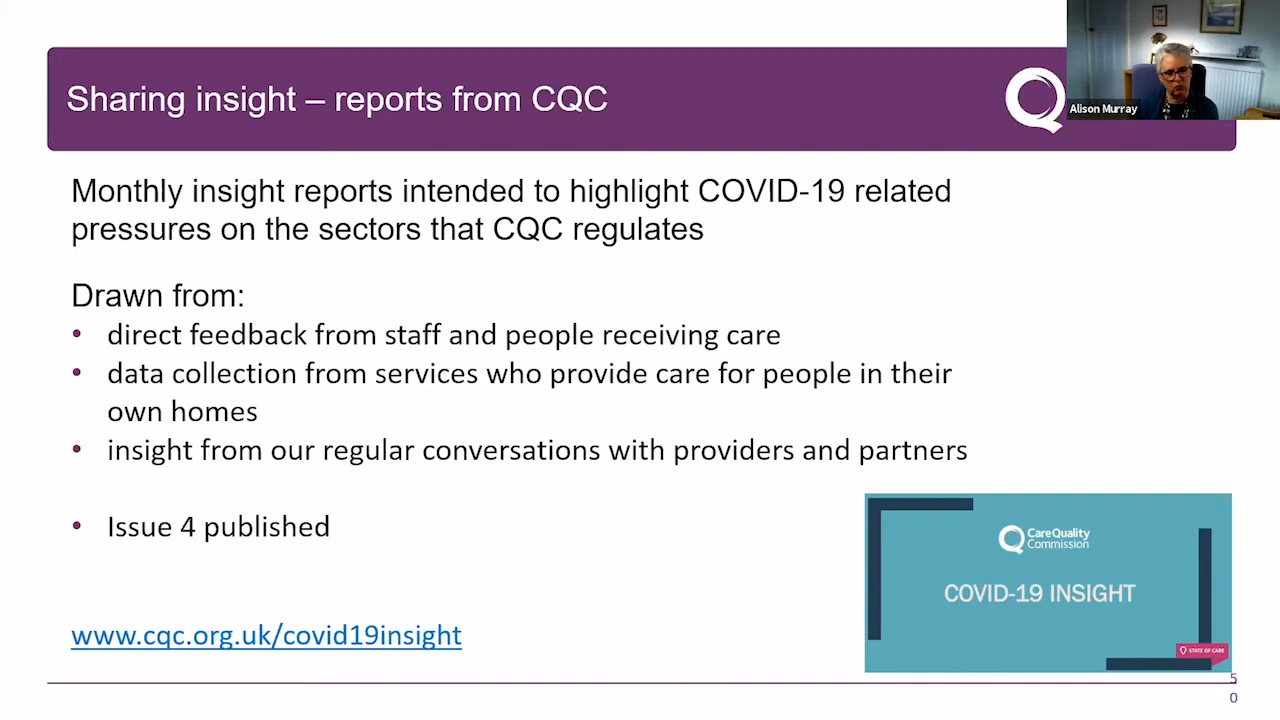 Sharing insight – reports from CQC
Alison Murray
Monthly insight reports intended to highlight COVID-19 related
pressures on the sectors that CQC regulates
Drawn from:
• direct feedback from staff and people receiving care
• data collection from services who provide care for people in their
own homes
• insight from our regular conversations with providers and partners
• Issue 4 published
CareQuality
Commission
COVID-19 INSIGHT
STATE OF CARE
www.cqc.org.uk/covid19insight
5
0